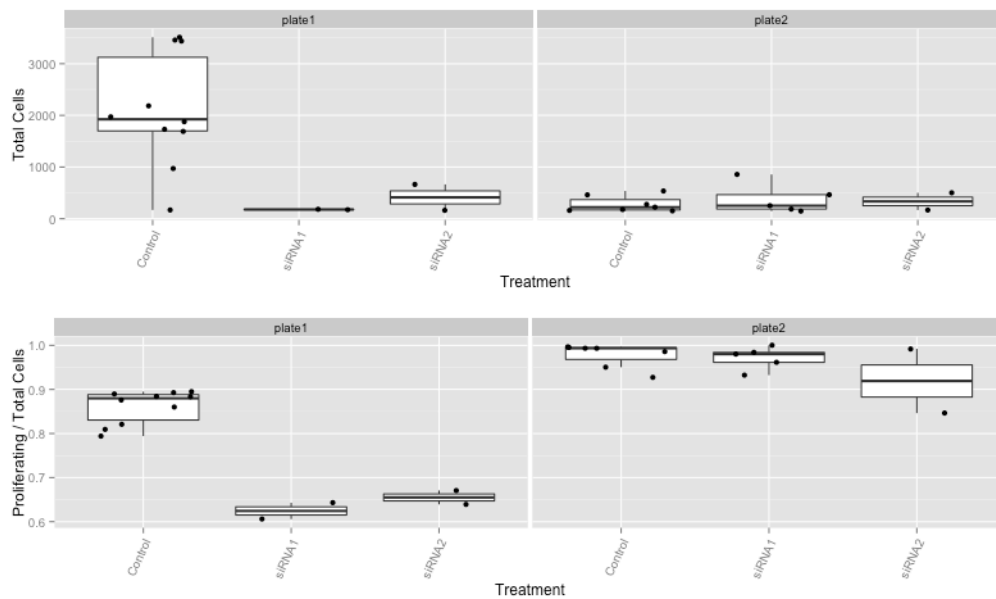 plate1 plate2
Total Cells
3000
2000
1000
0
Control siRNA1 siRNA2 Control siRNA1 siRNA2
Treatment
plate1 plate2
Proliferating / Total Cells
1.0
0.9
0.8
0.7
0.6
Control siRNA1 siRNA2 Control siRNA1 siRNA2
Treatment